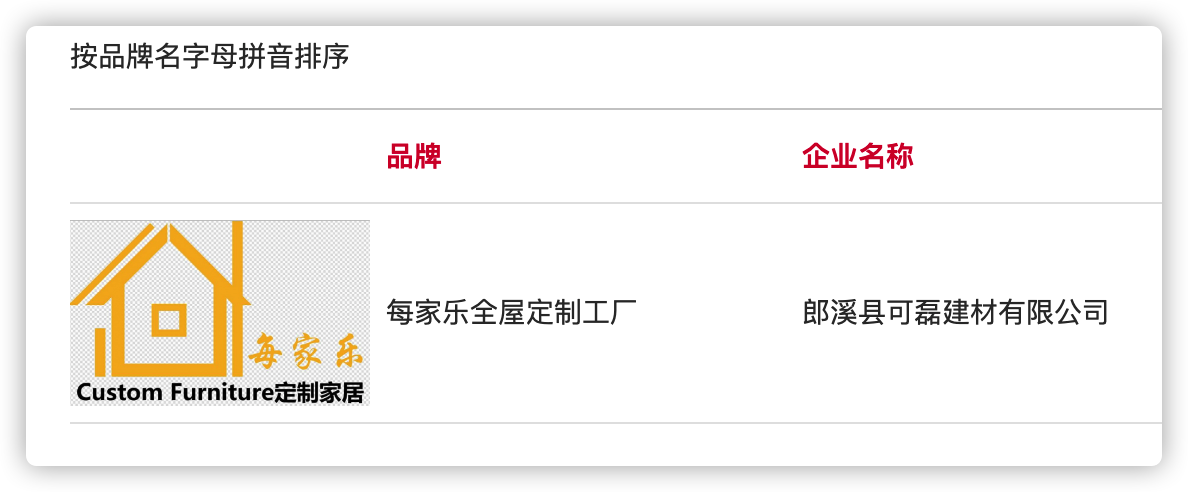 按品牌名字母拼音排序
品牌 企业名称
每家乐
Custom Furniture定制家居
每家乐全屋定制工厂 郎溪县可磊建材有限公司